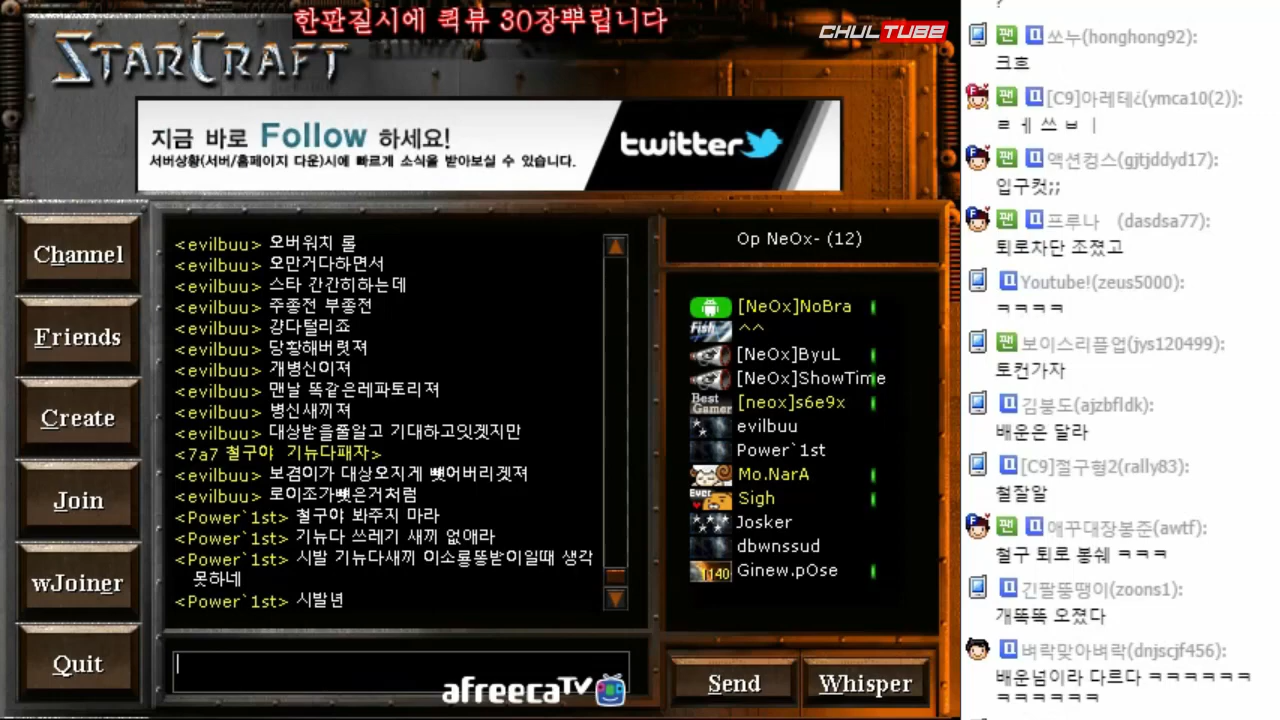 한판질시에 퀵뷰 30장뿌립니다
CHULTUBE
STARCRAFT
지금 바로 Follow 하세요!
서버상황(서버/홈페이지 다운)시에 빠르게 소식을 받아보실 수 있습니다.
twitter
Channel
Friends
Create
Join
wJoiner
Quit
<evilbuu> 오버워치 롤
<evilbuu> 오만거다하면서
<evilbuu> 스타 간간히하는데
<evilbuu> 주종전 부종전
<evilbuu> 걍다털리죠
<evilbuu> 당황해버렷져
<evilbuu> 개병신이져
<evilbuu> 맨날 똑같은레파토리져
<evilbuu> 병신새끼져
<evilbuu> 대상받을쭐알고 기대하고잇겟지만
<7a7 철구야 기뉴다패자>
<evilbuu> 보겸이가 대상오지게 뺏어버리겟져
<evilbuu> 로이조가뺏은거처럼
<Power`1st> 철구야 봐주지 마라
<Power`1st> 기뉴다 쓰레기 새끼 없애라
<Power`1st> 시발 기뉴다새끼 이소룡똥받이일때 생각
못하네
<Power`1st> 시발년
afreecaTV
Op NeOx- (12)
[NeOx]NoBra
fish ^^
[NeOx]ByuL
[NeOx]ShowTime
Best Gamer [neox]s6e9x
evilbuu
Power`1st
Mo.NarA
Ever Sigh
Josker
dbwnssud
1140 Ginew.pOse
Send
Whisper
?
팬 쏘누(honghong92):
크흐
팬 [C9]아레테¿(ymca10(2)):
ㄹ ㅔ 쓰 ㅂ ㅣ
팬 액션컴스(gjtjddyd17):
입구컷;;
팬 프루나 (dasdsa77):
퇴로차단 조졌고
Youtube!(zeus5000):
ㅋㅋㅋㅋ
팬 보이스리플업(jys120499):
토컨가자
김붕도(ajzbfldk):
배운은 달라
[C9]절구형2(rally83):
철잘알
팬 애꾸대장봉준(awtf):
철구 퇴로 봉쉐 ㅋㅋㅋ
긴팔뚱땡이(zoons1):
개똑똑 오졌다
벼락맞아벼락(dnjscjf456):
배운넘이라 다르다 ㅋㅋㅋㅋㅋㅋ
ㅋㅋㅋㅋㅋㅋ